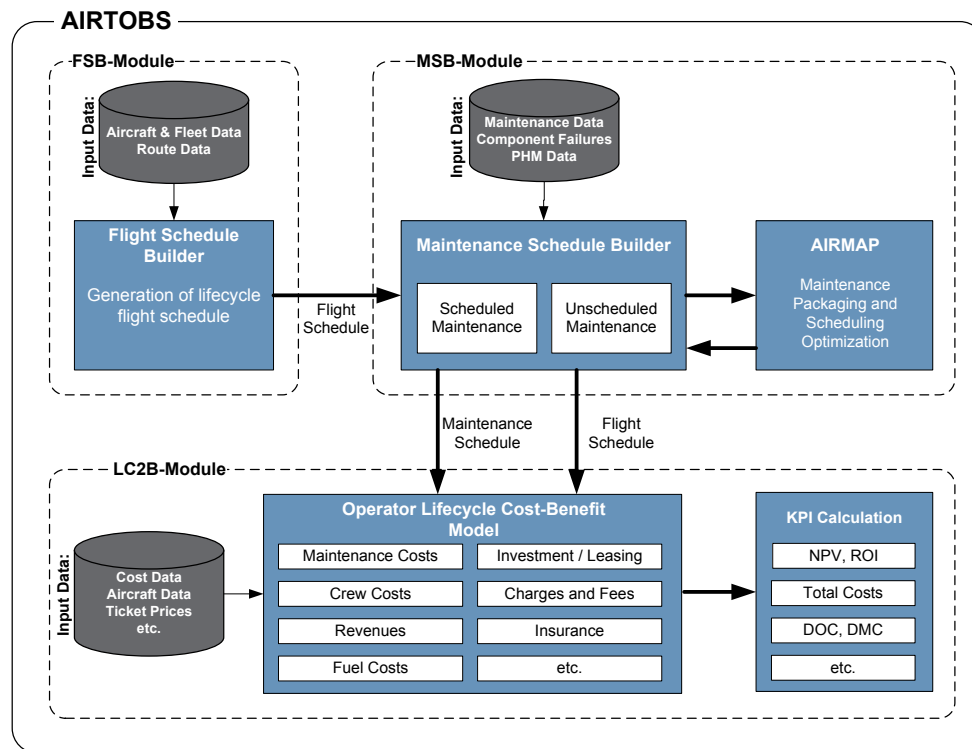 AIRTOBS
FSB-Module
Input Data:
Aircraft & Fleet Data
Route Data
Flight Schedule
Builder
Generation of lifecycle
flight schedule
Flight
Schedule
MSB-Module
Input Data:
Maintenance Data
Component Failures
PHM Data
Maintenance Schedule Builder
Scheduled
Maintenance
Unscheduled
Maintenance
AIRMAP
Maintenance
Packaging and
Scheduling
Optimization
Maintenance
Schedule
Flight
Schedule
LC2B-Module
Input Data:
Cost Data
Aircraft Data
Ticket Prices
etc.
Operator Lifecycle Cost-Benefit
Model
Maintenance Costs
Investment / Leasing
Crew Costs
Charges and Fees
Revenues
Insurance
Fuel Costs
etc.
KPI Calculation
NPV, ROI
Total Costs
DOC, DMC
etc.